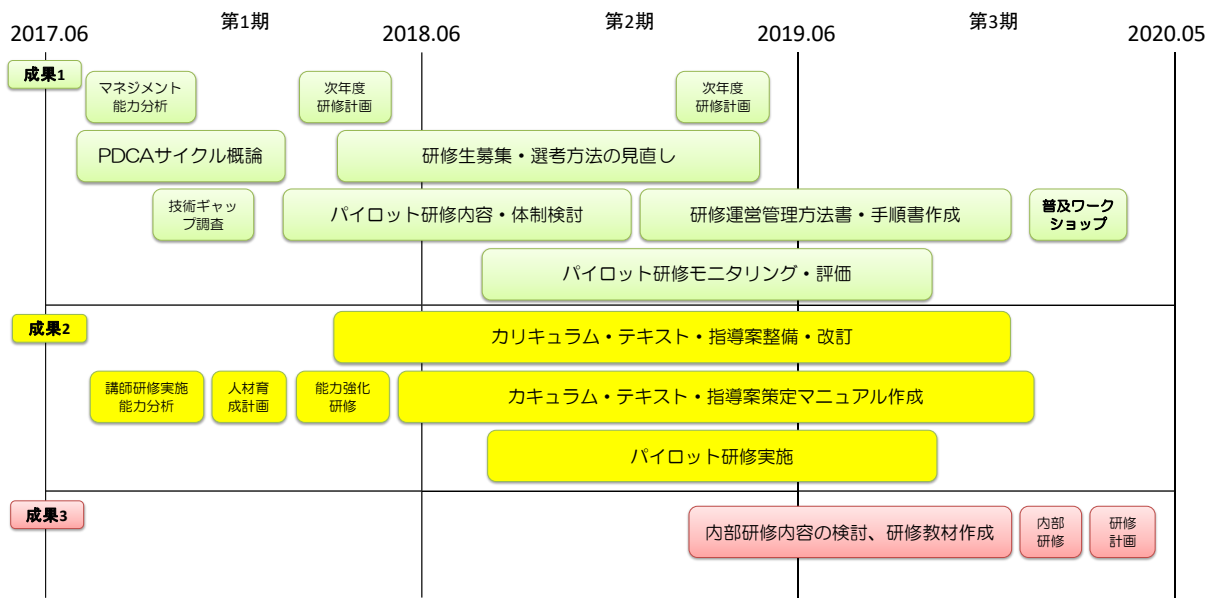 第1期
第2期
第3期
2017.06
2018.06
2019.06
2020.05
成果1
マネジメント
能力分析
次年度
研修計画
次年度
研修計画
PDCAサイクル概論
研修生募集・選考方法の見直し
技術ギャッ
プ調査
パイロット研修内容・体制検討
研修運営管理方法書・手順書作成
普及ワーク
ショップ
パイロット研修モニタリング・評価
成果2
カリキュラム・テキスト・指導案整備・改訂
講師研修実施
能力分析
人材育
成計画
能力強化
研修
カキュラム・テキスト・指導案策定マニュアル作成
パイロット研修実施
成果3
内部研修内容の検討、研修教材作成
内部
研修
研修
計画